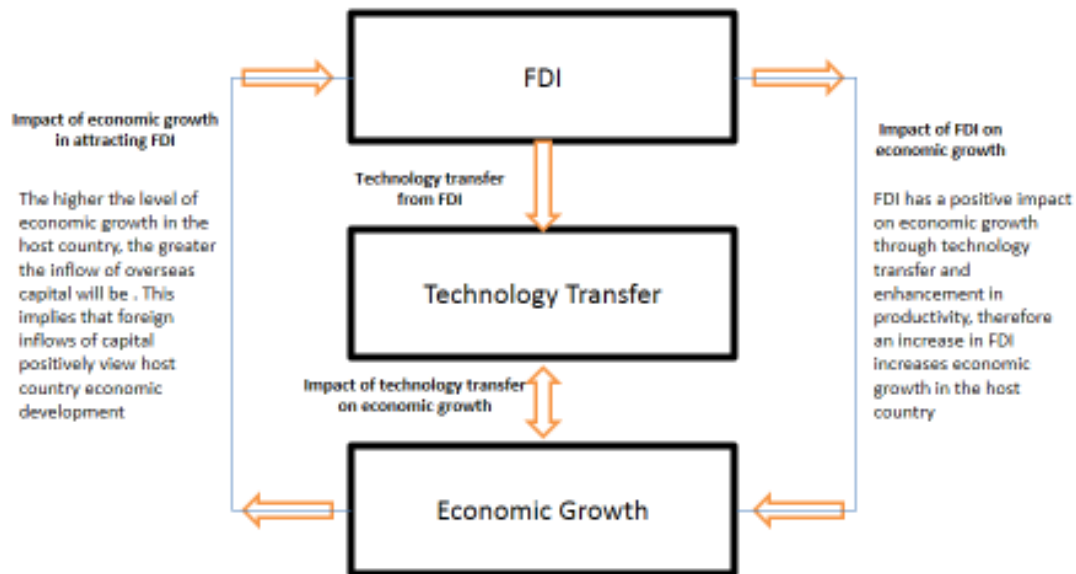 FDI
Impact of economic growth
in attracting FDI
The higher the level of
economic growth in the
host country, the greater
the inflow of overseas
capital will be . This
implies that foreign
inflows of capital
positively view host
country economic
development
Technology transfer
from FDI
Technology Transfer
Impact of technology transfer
on economic growth
Economic Growth
Impact of FDI on
economic growth
FDI has a positive impact
on economic growth
through technology
transfer and
enhancement in
productivity, therefore
an increase in FDI
increases economic
growth in the host
country